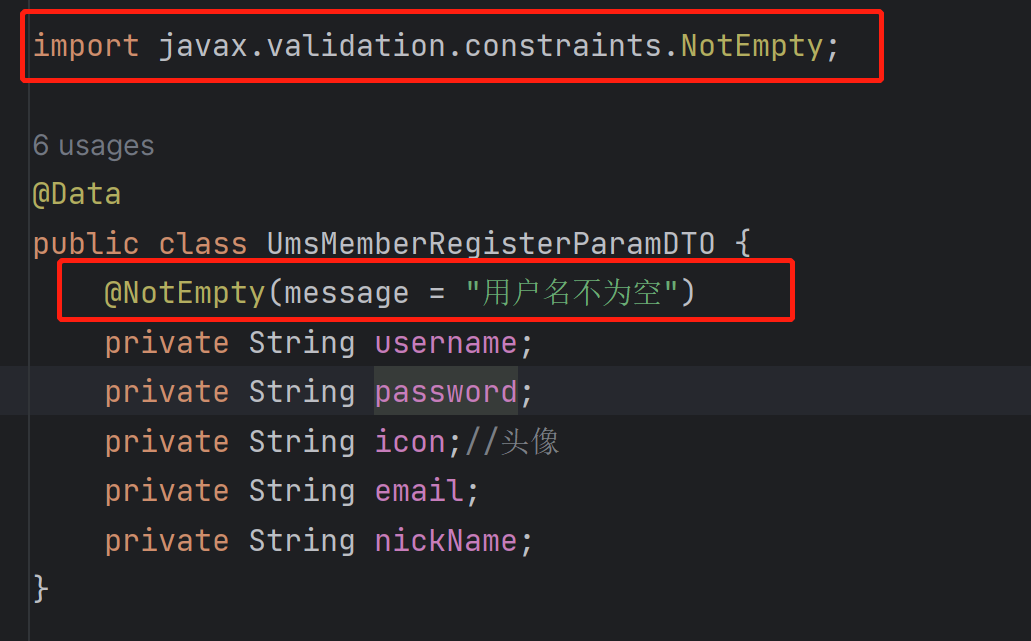 import javax.validation.constraints.NotEmpty;
6 usages
@Data
public class UmsMemberRegisterParamDTO {
@NotEmpty(message = "用户名不为空")
private String username;
private String password;
private String icon;//头像
private String email;
private String nickName;
}